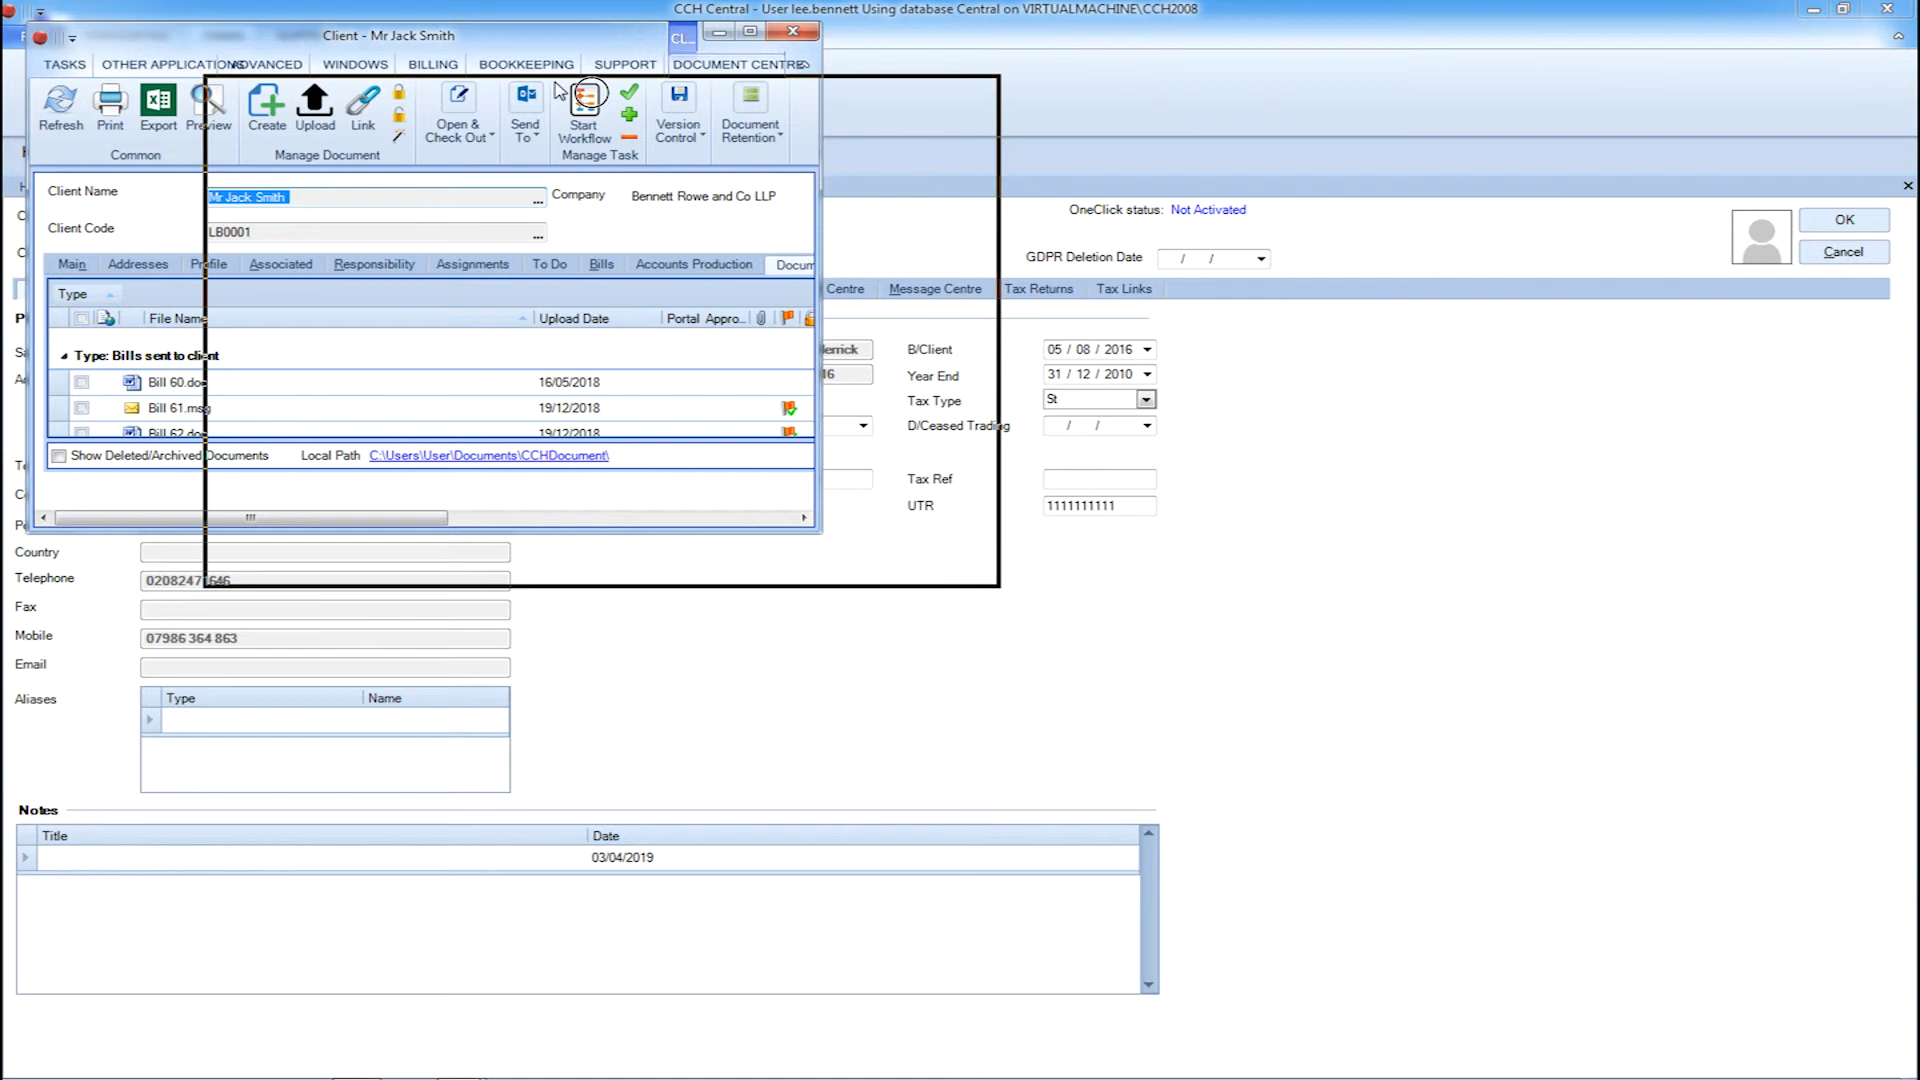 CCH Central - User lee.bennett Using database Central on VIRTUALMACHINE\CCH2008
Client - Mr Jack Smith
CL...
TASKS OTHER APPLICATIONS ADVANCED WINDOWS BILLING BOOKKEEPING SUPPORT DOCUMENT CENTRE
Refresh Print Export Preview Create Upload Link Open & Check Out Send To Start Workflow Version Control Document Retention
Common Manage Document Manage Task
Client Name Mr Jack Smith ... Company Bennett Rowe and Co LLP
Client Code LB0001 ...
OneClick status: Not Activated
OK
GDPR Deletion Date / /
Cancel
Main Addresses Profile Associated Responsibility Assignments To Do Bills Accounts Production Docum
Centre Message Centre Tax Returns Tax Links
Type
File Name Upload Date Portal Appro...
Type: Bills sent to client
Bill 60.doc 16/05/2018
Bill 61.msg 19/12/2018
Bill 62.doc 19/12/2018
Show Deleted/Archived Documents Local Path C:\Users\User\Documents\CCHDocument\
errick B/Client 05 / 08 / 2016
16 Year End 31 / 12 / 2010
Tax Type St
D/Ceased Trading / /
Tax Ref
UTR 1111111111
Country
Telephone 02082471646
Fax
Mobile 07986 364 863
Email
Aliases Type Name
Notes
Title Date
03/04/2019